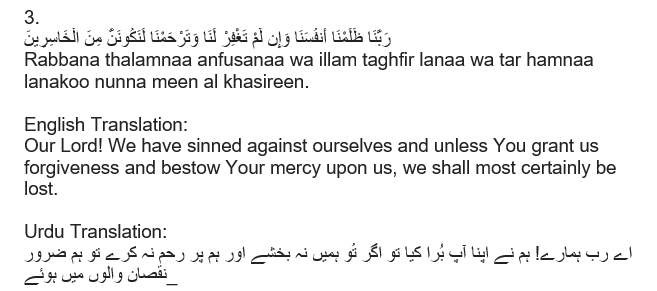 3.
رَبَّنَا ظَلَمْنَا أَنفُسَنَا وَإِن لَّمْ تَغْفِرْ لَنَا وَتَرْحَمْنَا لَنَكُونَنَّ مِنَ الْخَاسِرِينَ
Rabbana thalamnaa anfusanaa wa illam taghfir lanaa wa tar hamnaa
lanakoo nunna meen al khasireen.
English Translation:
Our Lord! We have sinned against ourselves and unless You grant us
forgiveness and bestow Your mercy upon us, we shall most certainly be
lost.
Urdu Translation:
اے رب ہمارے! ہم نے اپنا آپ بُرا کیا تو اگر تُو ہمیں نہ بخشے اور ہم پر رحم نہ کرے تو ہم ضرور
نقصان والوں میں ہوئے_